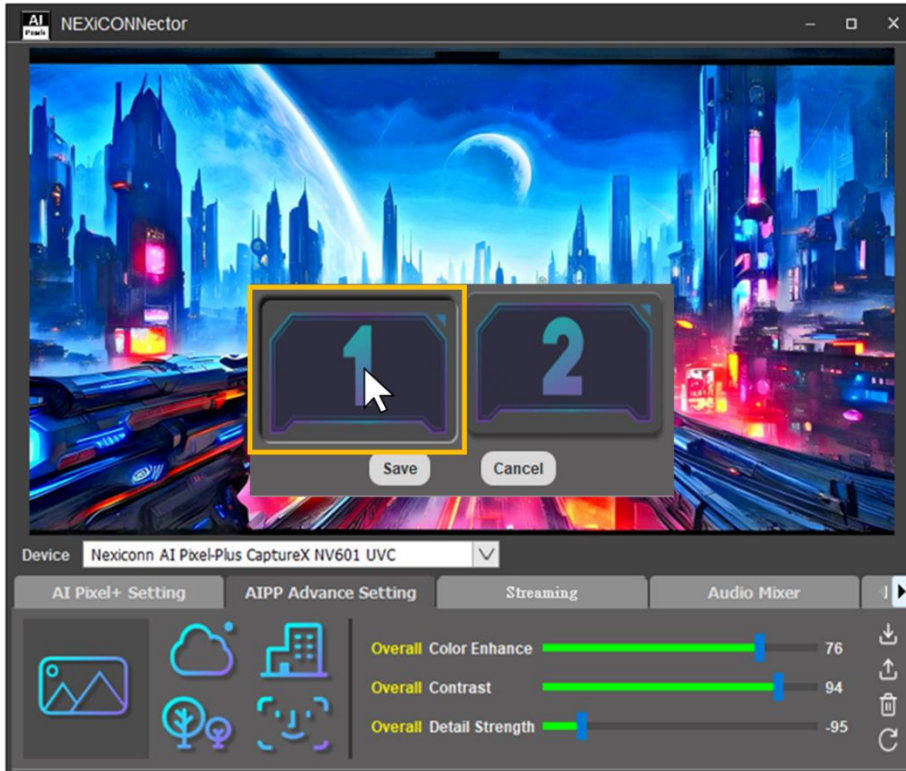 AI
Pixels
NEXiCONNector
1
2
Save
Cancel
Device
Nexiconn AI Pixel-Plus CaptureX NV601 UVC
AI Pixel+ Setting
AIPP Advance Setting
Streaming
Audio Mixer
Overall Color Enhance 76
Overall Contrast 94
Overall Detail Strength -95